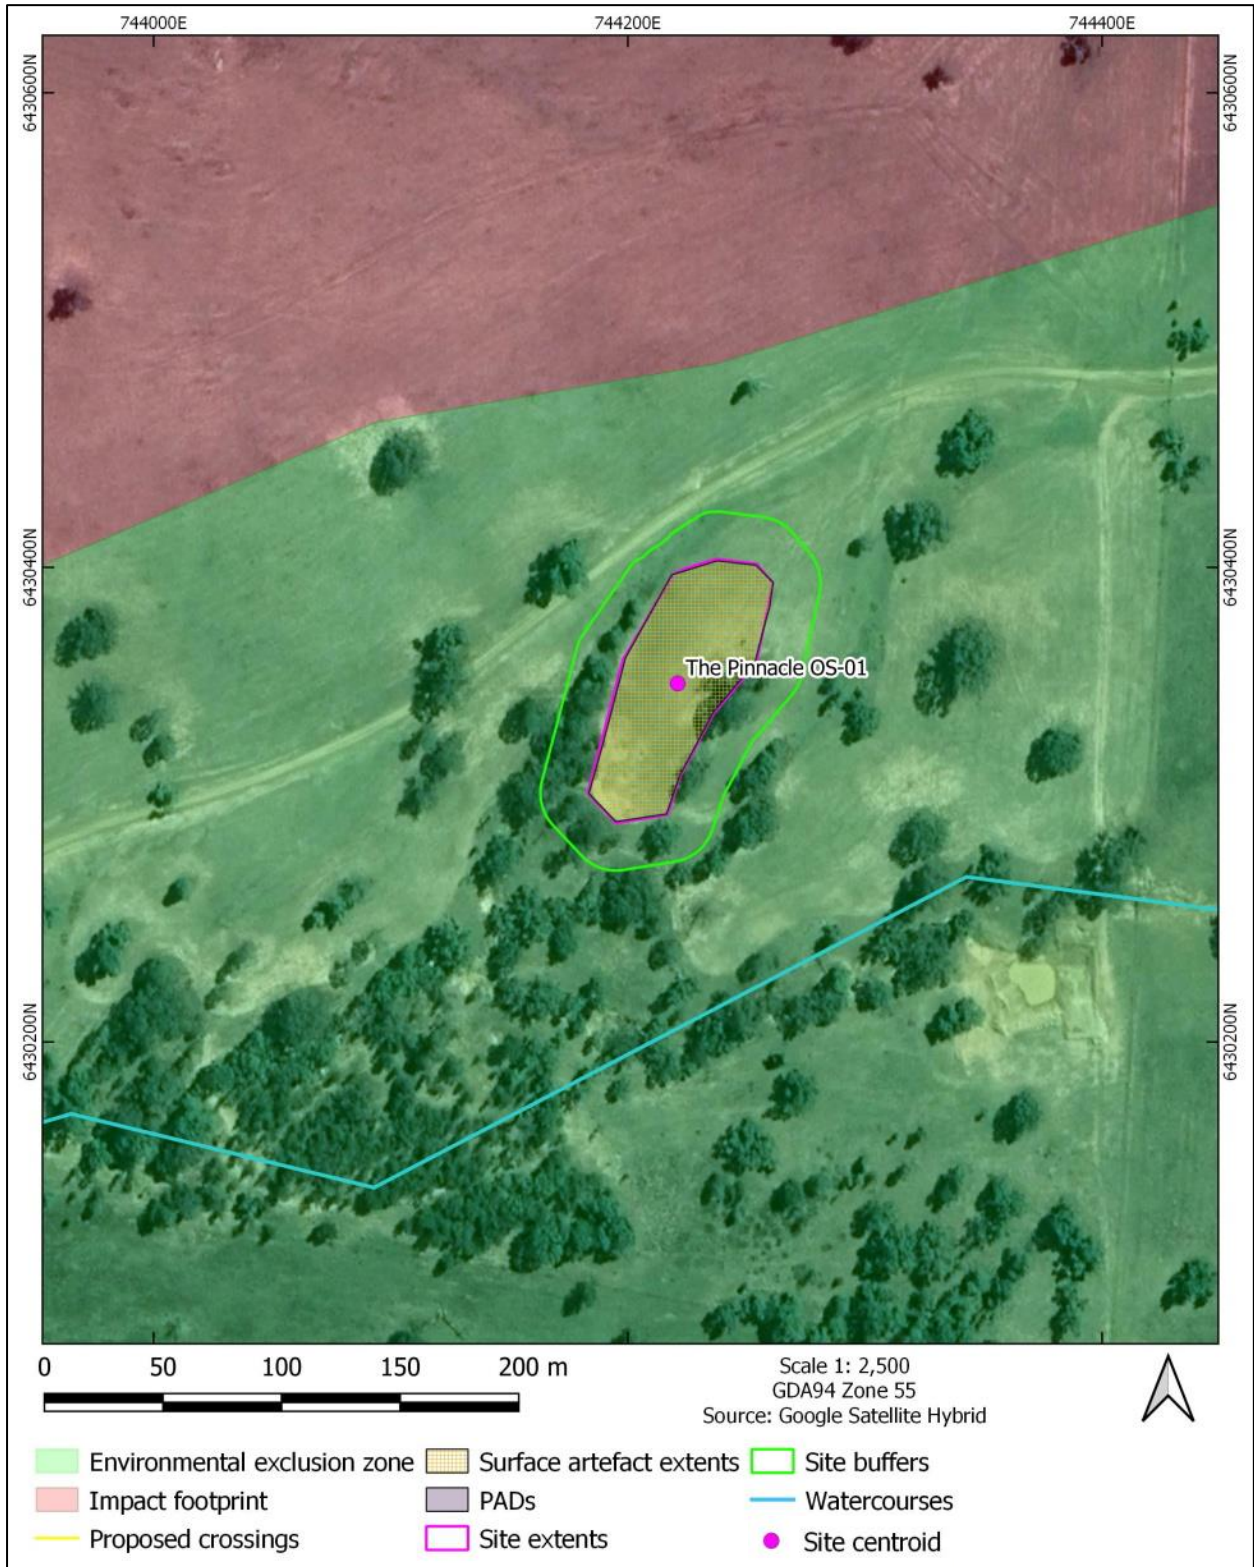 744000E 744200E 744400E
6430600N 6430600N
The Pinnacle OS-01
6430400N 6430400N
6430200N 6430200N
0 50 100 150 200 m
Scale 1: 2,500
GDA94 Zone 55
Source: Google Satellite Hybrid
Environmental exclusion zone Surface artefact extents Site buffers
Impact footprint PADs Watercourses
Proposed crossings Site extents Site centroid